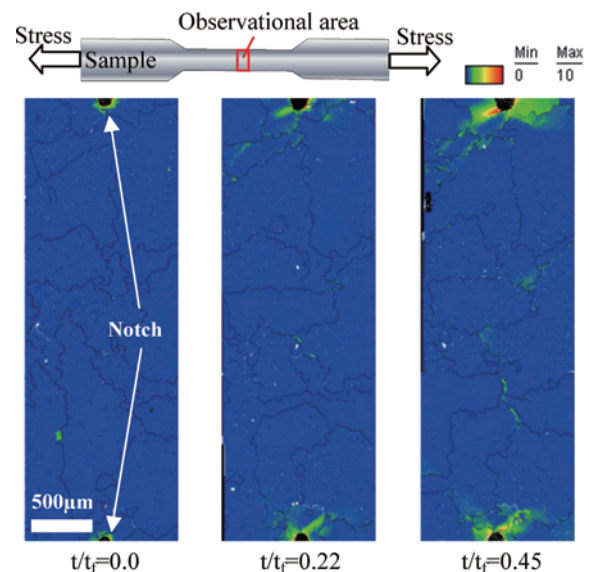 Observational area
Stress
Stress
Sample
Min
Max
0
10
Notch
500μm
t/tf=0.0
t/tf=0.22
t/tf=0.45